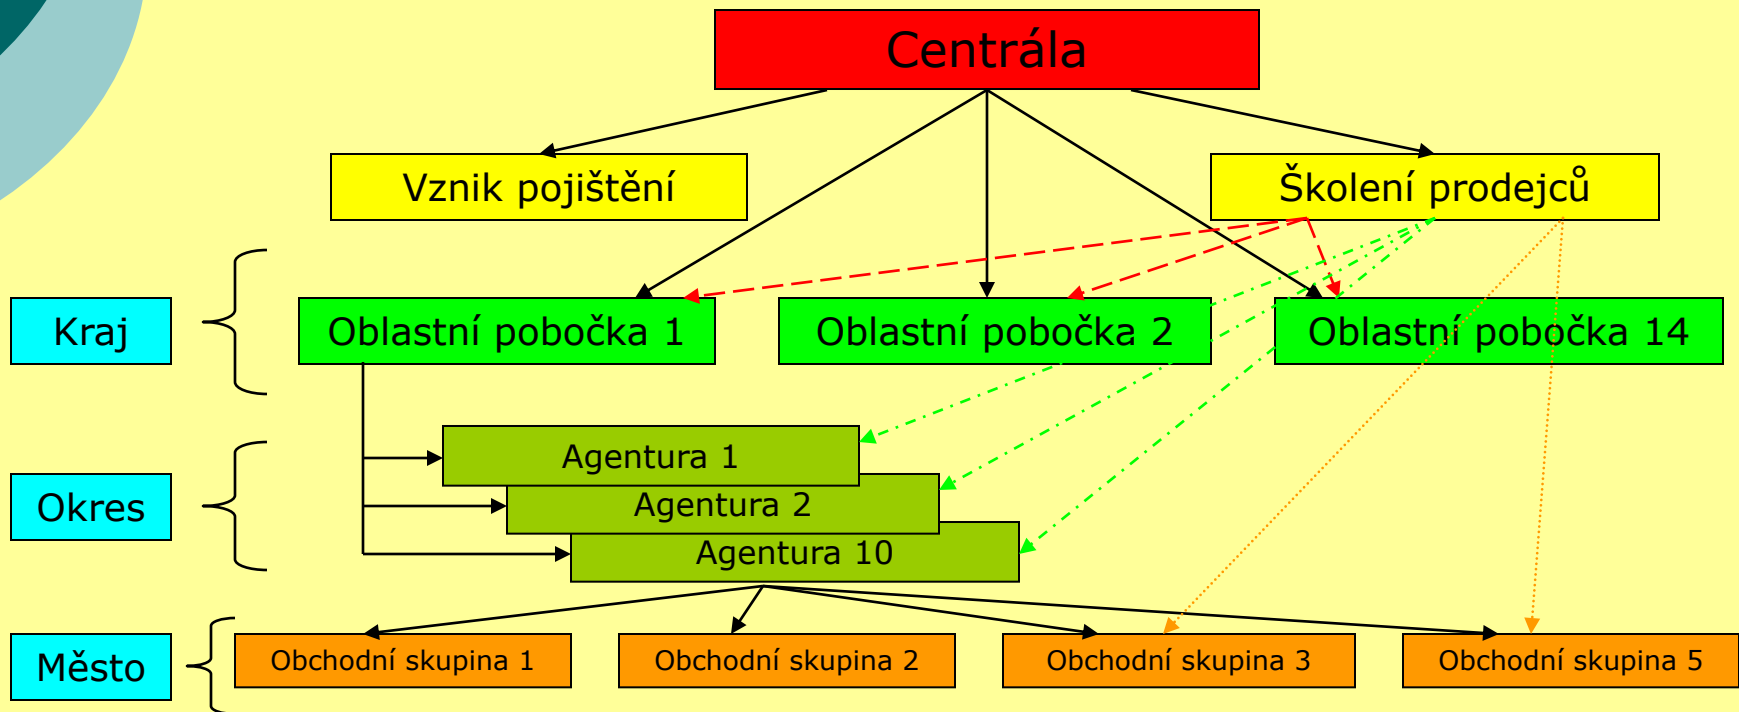 Centrála
Vznik pojištění
Školení prodejců
Kraj
Oblastní pobočka 1
Oblastní pobočka 2
Oblastní pobočka 14
Agentura 1
Okres
Agentura 2
Agentura 10
Město
Obchodní skupina 1
Obchodní skupina 2
Obchodní skupina 3
Obchodní skupina 5